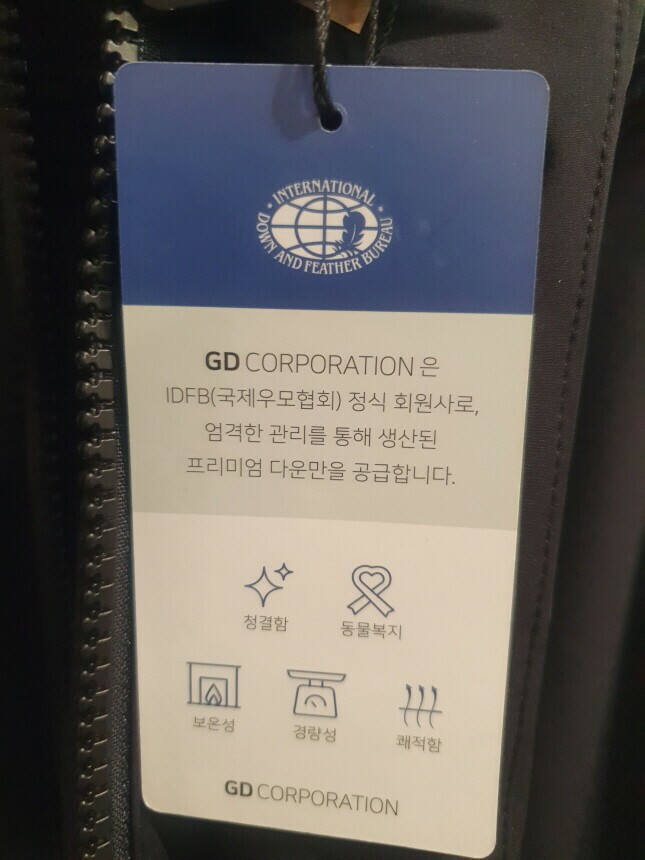 INTERNATIONAL
DOWN AND FEATHER BUREAU
GD CORPORATION 은
IDFB(국제우모협회) 정식 회원사로,
엄격한 관리를 통해 생산된
프리미엄 다운만을 공급합니다.
청결함 동물복지
보온성 경량성 쾌적함
GD CORPORATION